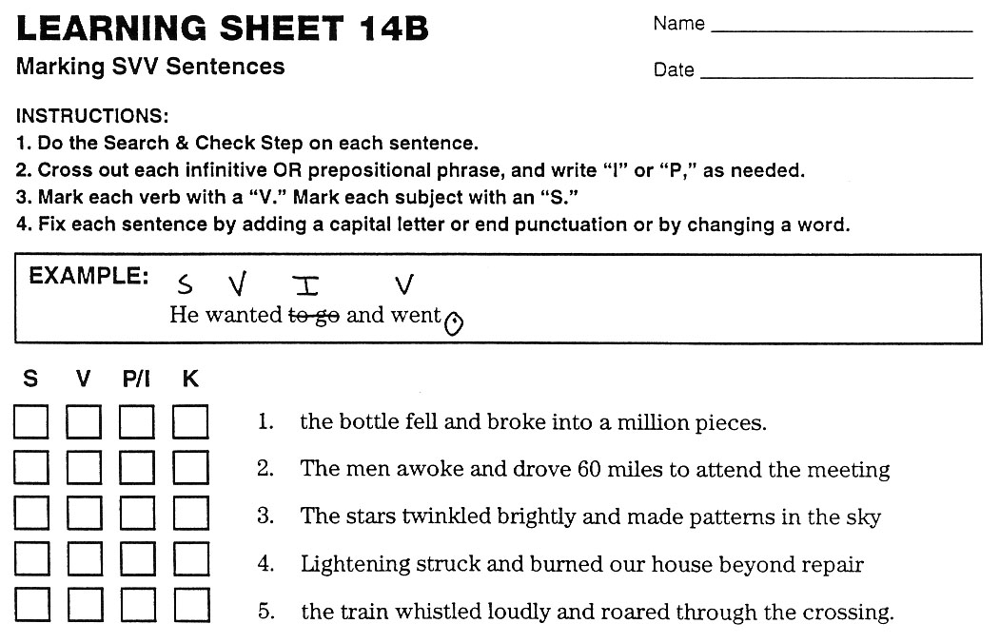 LEARNING SHEET 14B
Name
Marking SVV Sentences
Date
INSTRUCTIONS:
1. Do the Search & Check Step on each sentence.
2. Cross out each infinitive OR prepositional phrase, and write “I” or “P,” as needed.
3. Mark each verb with a “V.” Mark each subject with an “S.”
4. Fix each sentence by adding a capital letter or end punctuation or by changing a word.
EXAMPLE: S V I V
He wanted to go and went.
S V P/I K
1. the bottle fell and broke into a million pieces.
2. The men awoke and drove 60 miles to attend the meeting
3. The stars twinkled brightly and made patterns in the sky
4. Lightening struck and burned our house beyond repair
5. the train whistled loudly and roared through the crossing.